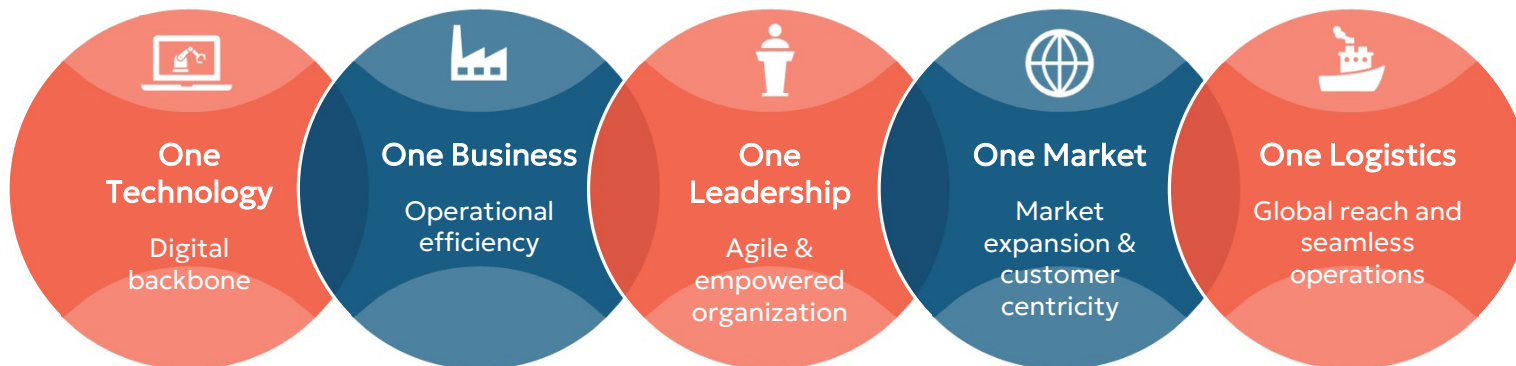 One
Technology
Digital
backbone
One Business
Operational
efficiency
One
Leadership
Agile &
empowered
organization
One Market
Market
expansion &
customer
centricity
One Logistics
Global reach and
seamless
operations